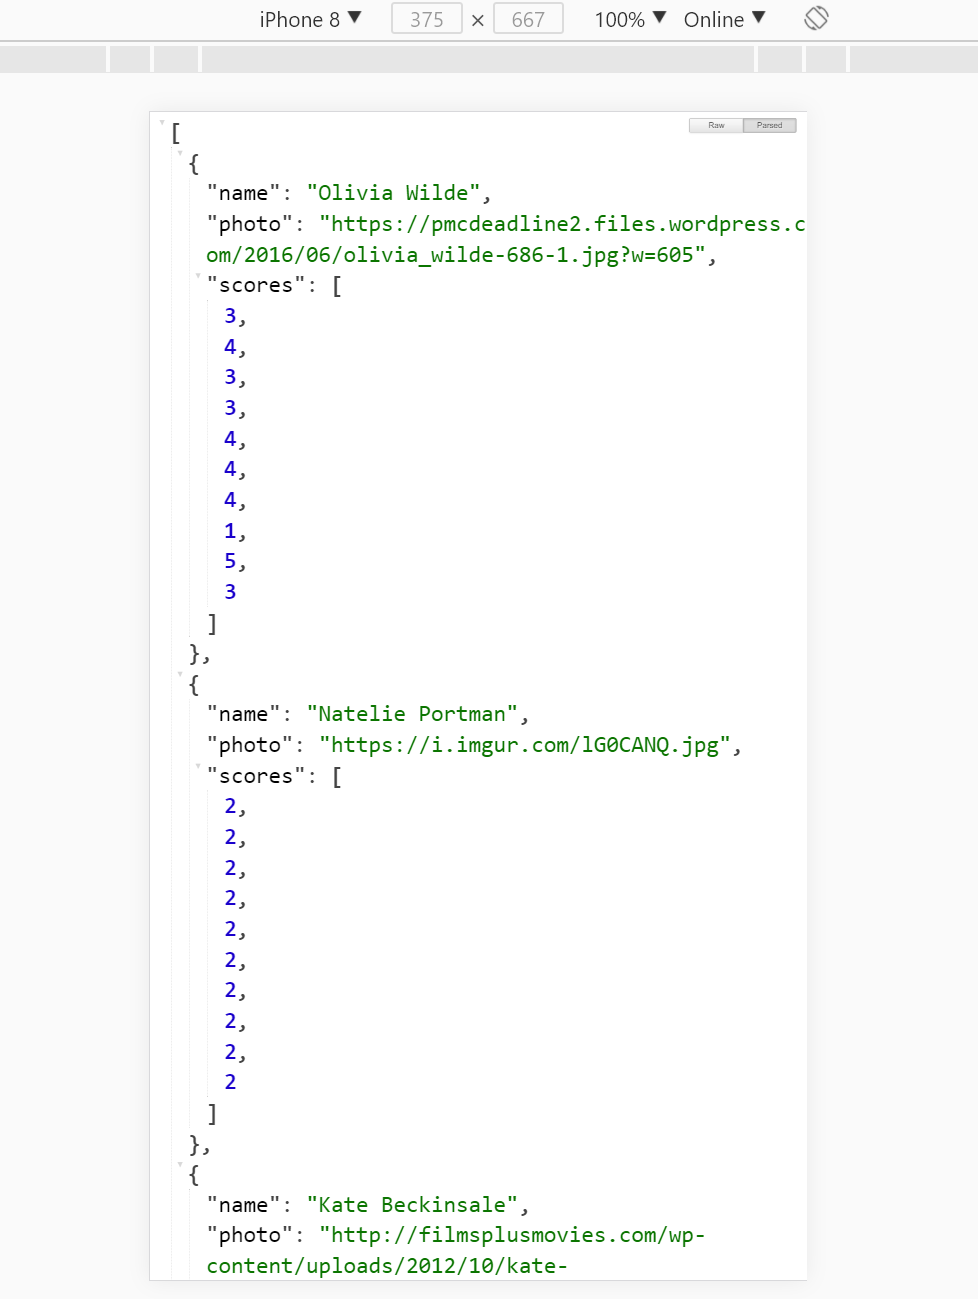 iPhone 8 ▼ 375 × 667 100% ▼ Online ▼
Raw Parsed
[
{
"name": "Olivia Wilde",
"photo": "https://pmcdeadline2.files.wordpress.c
om/2016/06/olivia_wilde-686-1.jpg?w=605",
"scores": [
3,
4,
3,
3,
4,
4,
4,
1,
5,
3
]
},
{
"name": "Natelie Portman",
"photo": "https://i.imgur.com/lG0CANQ.jpg",
"scores": [
2,
2,
2,
2,
2,
2,
2,
2,
2,
2
]
},
{
"name": "Kate Beckinsale",
"photo": "http://filmsplusmovies.com/wp-
content/uploads/2012/10/kate-